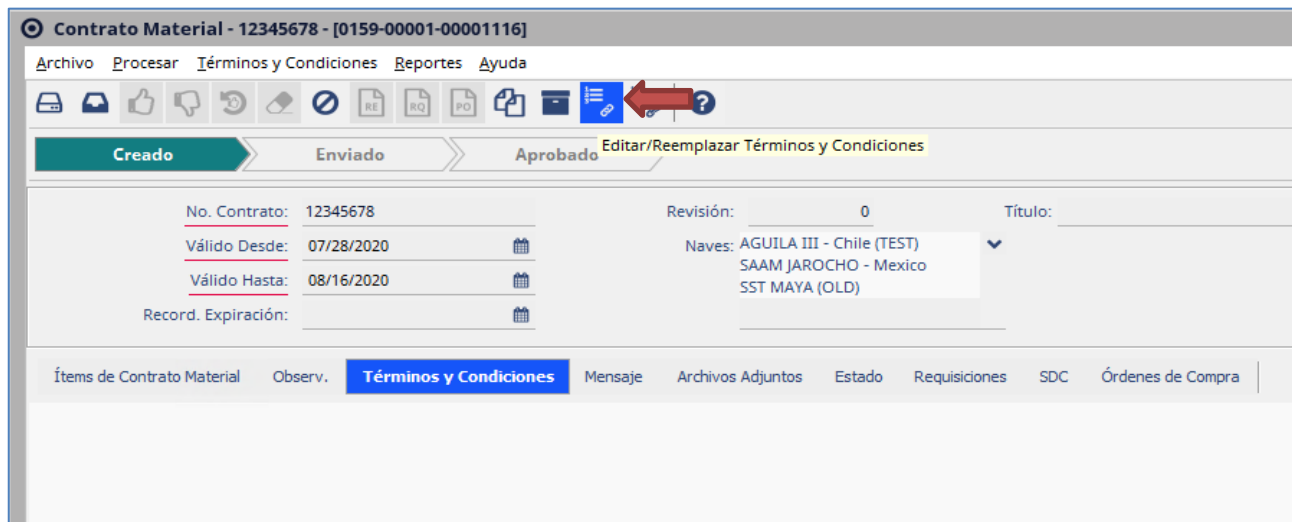 Contrato Material - 12345678 - [0159-00001-00001116]
Archivo Procesar Términos y Condiciones Reportes Ayuda
RE RQ PO
Editar/Reemplazar Términos y Condiciones
Creado Enviado Aprobado
No. Contrato: 12345678 Revisión: 0 Título:
Válido Desde: 07/28/2020 Naves: AGUILA III - Chile (TEST)
SAAM JAROCHO - Mexico
Válido Hasta: 08/16/2020
SST MAYA (OLD)
Record. Expiración:
Ítems de Contrato Material Observ. Términos y Condiciones Mensaje Archivos Adjuntos Estado Requisiciones SDC Órdenes de Compra